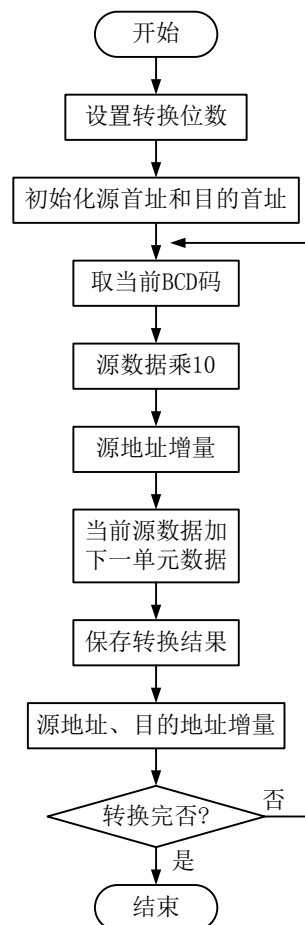 开始
设置转换位数
初始化源首址和目的首址
取当前BCD码
源数据乘10
源地址增量
当前源数据加
下一单元数据
保存转换结果
源地址、目的地址增量
转换完否?
否
是
结束